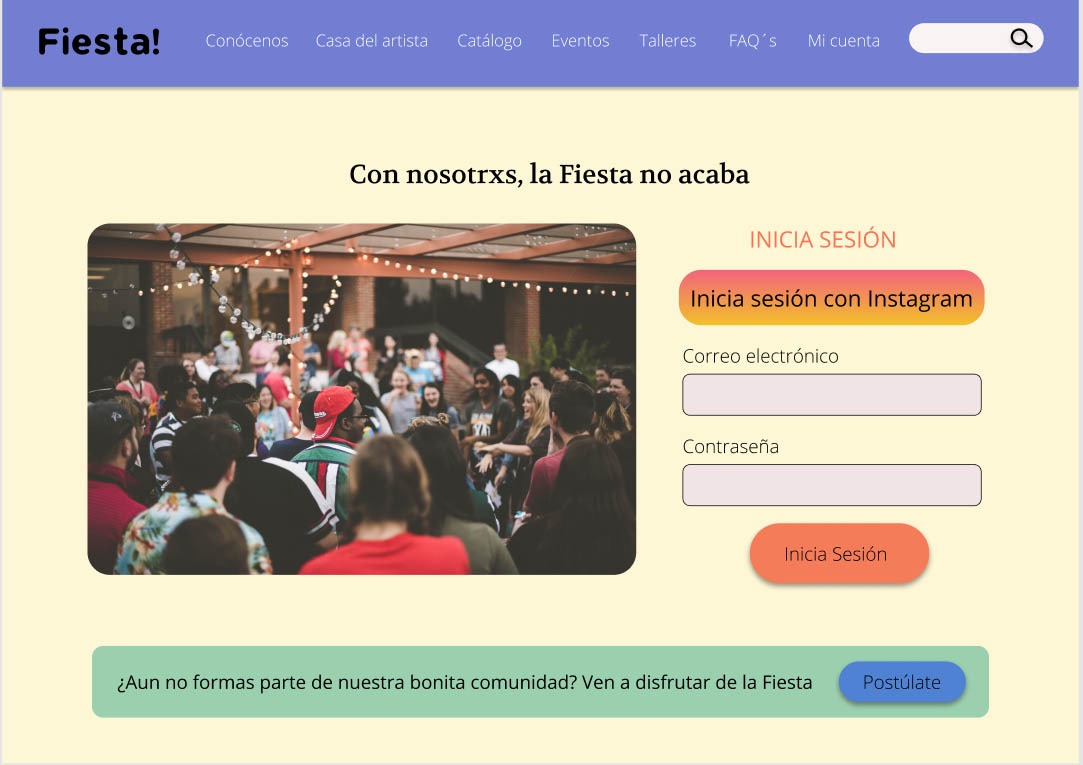 Fiesta!
Conócenos
Casa del artista
Catálogo
Eventos
Talleres
FAQ´s
Mi cuenta
Con nosotrxs, la Fiesta no acaba
INICIA SESIÓN
Inicia sesión con Instagram
Correo electrónico
Contraseña
Inicia Sesión
¿Aun no formas parte de nuestra bonita comunidad? Ven a disfrutar de la Fiesta
Postúlate